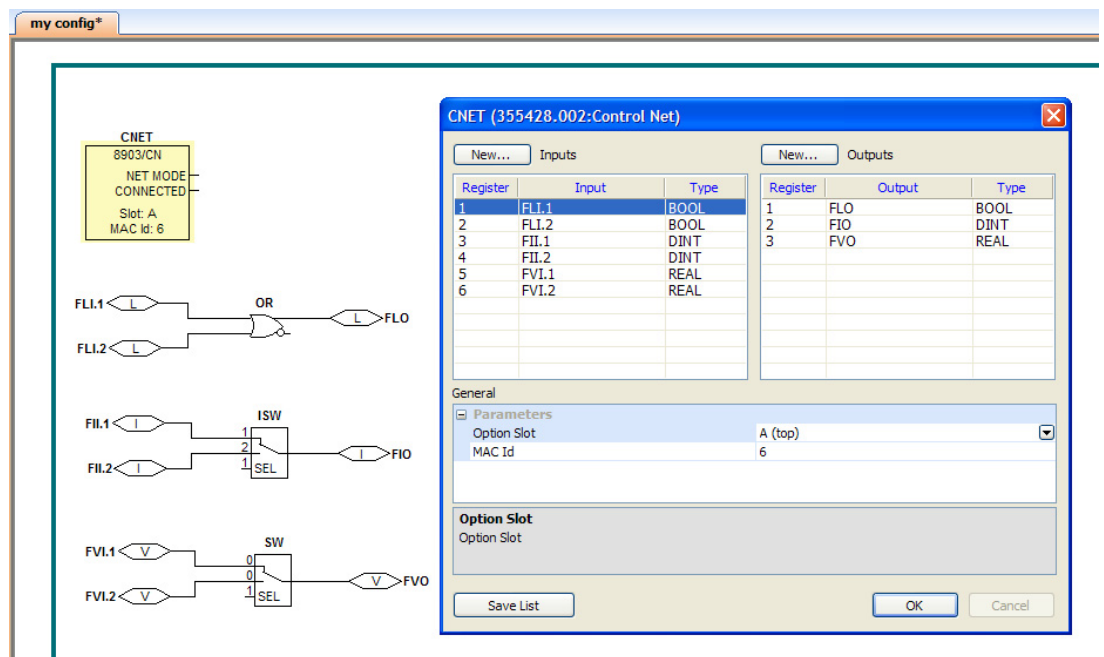 my config*
CNET
8903/CN
NET MODE
CONNECTED
Slot: A
MAC Id: 6
FLI.1 L
OR
L FLO
FLI.2 L
FII.1 I
ISW
1
2
1 SEL
I FIO
FII.2 I
FVI.1 V
SW
0
0
1 SEL
V FVO
FVI.2 V
CNET (355428.002:Control Net)
New... Inputs New... Outputs
Register Input Type Register Output Type
1 FLI.1 BOOL 1 FLO BOOL
2 FLI.2 BOOL 2 FIO DINT
3 FII.1 DINT 3 FVO REAL
4 FII.2 DINT
5 FVI.1 REAL
6 FVI.2 REAL
General
Parameters
Option Slot A (top)
MAC Id 6
Option Slot
Option Slot
Save List OK Cancel